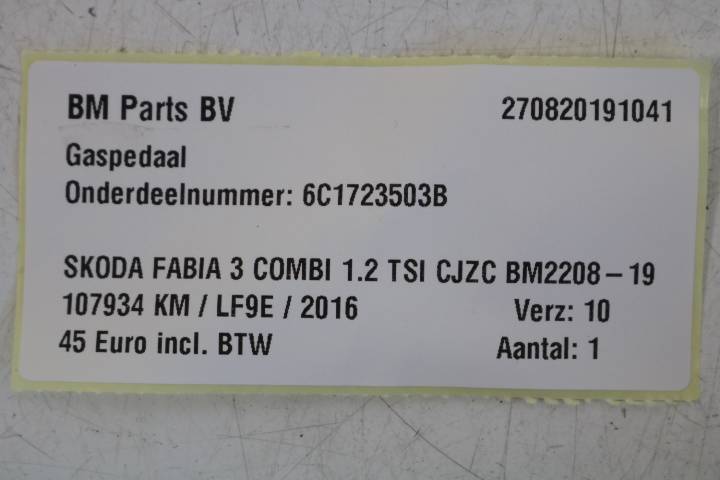 BM Parts BV 270820191041
Gaspedaal
Onderdeelnummer: 6C1723503B
SKODA FABIA 3 COMBI 1.2 TSI CJZC BM2208-19
107934 KM / LF9E / 2016 Verz: 10
45 Euro incl. BTW Aantal: 1